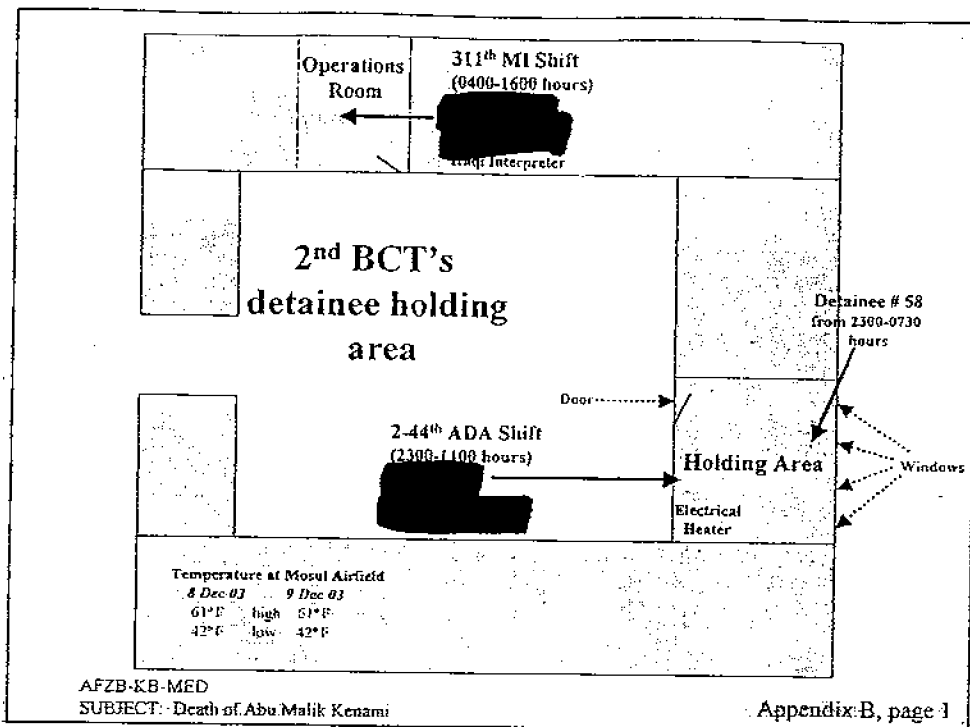 Operations
Room
311th MI Shift
(0400-1600 hours)
Iraqi Interpreter
2nd BCT's
detainee holding
area
Detainee # 58
from 2300-0730
hours
Door
2-44th ADA Shift
(2300-1100 hours)
Holding Area
Windows
Electrical
Heater
Temperature at Mosul Airfield
8 Dec 03 9 Dec 03
61°F high 61°F
42°F low 42°F
AFZB-KB-MED
SUBJECT: Death of Abu Malik Kenami
Appendix B, page 1